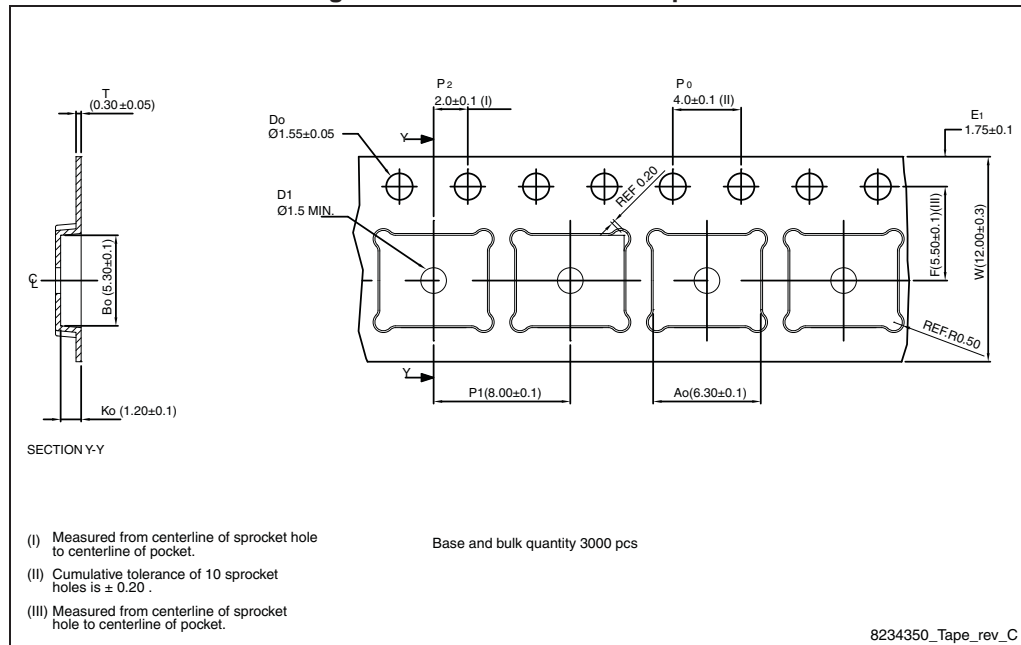 T
(0.30±0.05)
P2
2.0±0.1 (I)
P0
4.0±0.1 (II)
E1
1.75±0.1
Do
Ø1.55±0.05
Y
D1
Ø1.5 MIN.
REF 0.20
F(5.50±0.1)(III)
W(12.00±0.3)
Bo (5.30±0.1)
CL
REF.R0.50
Y
P1(8.00±0.1)
Ao(6.30±0.1)
Ko (1.20±0.1)
SECTION Y-Y
(I) Measured from centerline of sprocket hole
to centerline of pocket.
Base and bulk quantity 3000 pcs
(II) Cumulative tolerance of 10 sprocket
holes is ± 0.20 .
(III) Measured from centerline of sprocket
hole to centerline of pocket.
8234350_Tape_rev_C